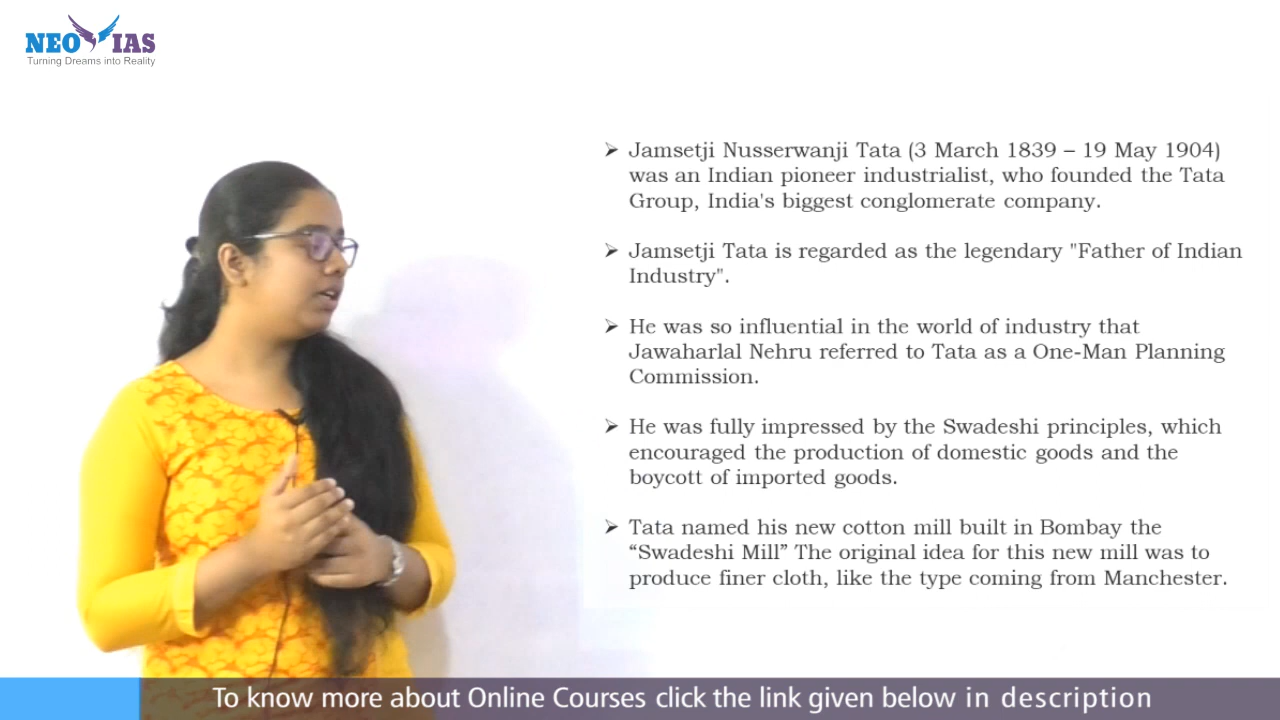 NEO IAS
Turning Dreams into Reality
➢ Jamsetji Nusserwanji Tata (3 March 1839 – 19 May 1904)
was an Indian pioneer industrialist, who founded the Tata
Group, India's biggest conglomerate company.
➢ Jamsetji Tata is regarded as the legendary "Father of Indian
Industry".
➢ He was so influential in the world of industry that
Jawaharlal Nehru referred to Tata as a One-Man Planning
Commission.
➢ He was fully impressed by the Swadeshi principles, which
encouraged the production of domestic goods and the
boycott of imported goods.
➢ Tata named his new cotton mill built in Bombay the
“Swadeshi Mill” The original idea for this new mill was to
produce finer cloth, like the type coming from Manchester.
To know more about Online Courses click the link given below in description